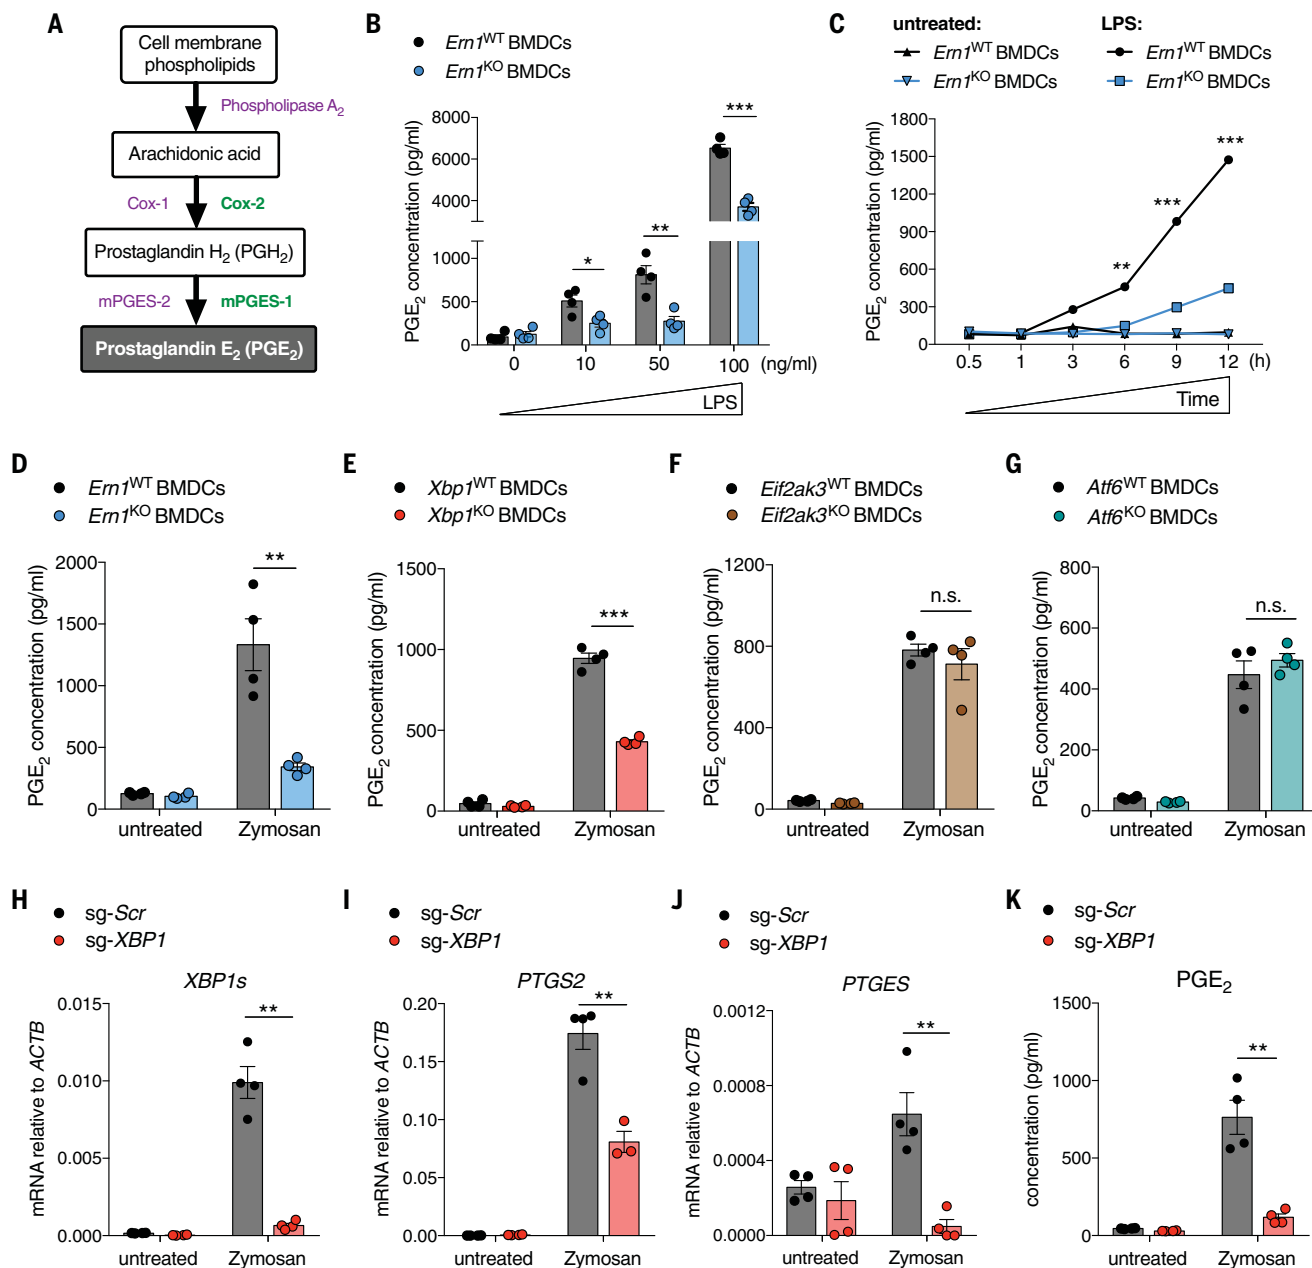 A
Cell membrane
phospholipids
Phospholipase A2
Arachidonic acid
Cox-1
Cox-2
Prostaglandin H2 (PGH2)
mPGES-2
mPGES-1
Prostaglandin E2 (PGE2)
B
Ern1WT BMDCs
Ern1KO BMDCs
PGE2 concentration (pg/ml)
8000
6000
4000
1000
500
0
*
**
***
0
10
50
100
(ng/ml)
LPS
C
untreated:
LPS:
Ern1WT BMDCs
Ern1WT BMDCs
Ern1KO BMDCs
Ern1KO BMDCs
PGE2 concentration (pg/ml)
1800
1500
1200
900
600
300
0
**
***
***
0.5
1
3
6
9
12
(h)
Time
D
Ern1WT BMDCs
Ern1KO BMDCs
PGE2 concentration (pg/ml)
2000
1500
1000
500
0
**
untreated
Zymosan
E
Xbp1WT BMDCs
Xbp1KO BMDCs
PGE2 concentration (pg/ml)
1500
1000
500
0
***
untreated
Zymosan
F
Eif2ak3WT BMDCs
Eif2ak3KO BMDCs
PGE2 concentration (pg/ml)
1200
800
400
0
n.s.
untreated
Zymosan
G
Atf6WT BMDCs
Atf6KO BMDCs
PGE2 concentration (pg/ml)
800
600
400
200
0
n.s.
untreated
Zymosan
H
sg-Scr
sg-XBP1
XBP1s
mRNA relative to ACTB
0.015
0.010
0.005
0.000
**
untreated
Zymosan
I
sg-Scr
sg-XBP1
PTGS2
mRNA relative to ACTB
0.20
0.15
0.10
0.05
0.00
**
untreated
Zymosan
J
sg-Scr
sg-XBP1
PTGES
mRNA relative to ACTB
0.0012
0.0008
0.0004
0.0000
**
untreated
Zymosan
K
sg-Scr
sg-XBP1
PGE2
concentration (pg/ml)
1500
1000
500
0
**
untreated
Zymosan